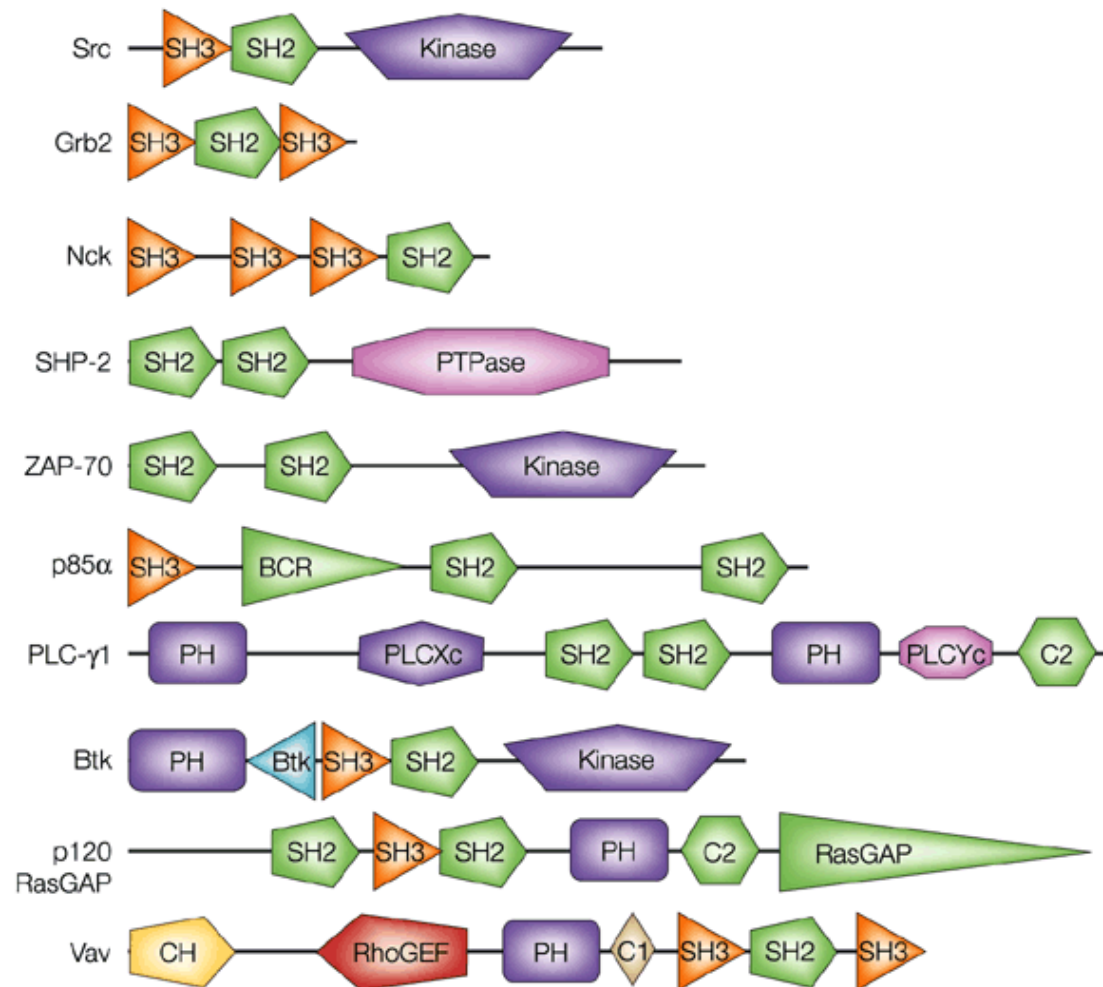 Src SH3 SH2 Kinase
Grb2 SH3 SH2 SH3
Nck SH3 SH3 SH3 SH2
SHP-2 SH2 SH2 PTPase
ZAP-70 SH2 SH2 Kinase
p85α SH3 BCR SH2 SH2
PLC-γ1 PH PLCXc SH2 SH2 PH PLCYc C2
Btk PH Btk SH3 SH2 Kinase
p120 SH2 SH3 SH2 PH C2 RasGAP
RasGAP
Vav CH RhoGEF PH C1 SH3 SH2 SH3